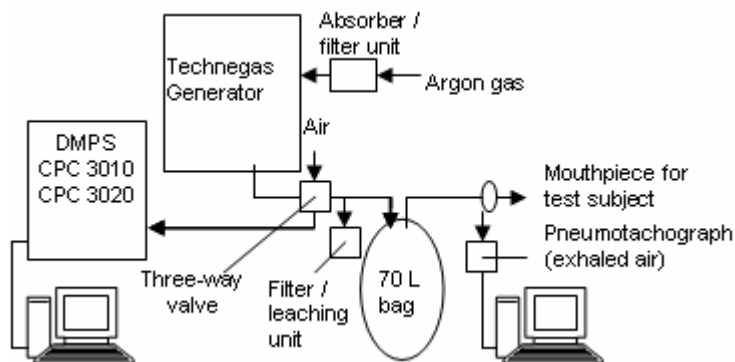 Absorber /
filter unit
Technegas
Generator
Argon gas
Air
DMPS
CPC 3010
CPC 3020
Mouthpiece for
test subject
Pneumotachograph
(exhaled air)
Three-way
valve
Filter /
leaching
unit
70 L
bag